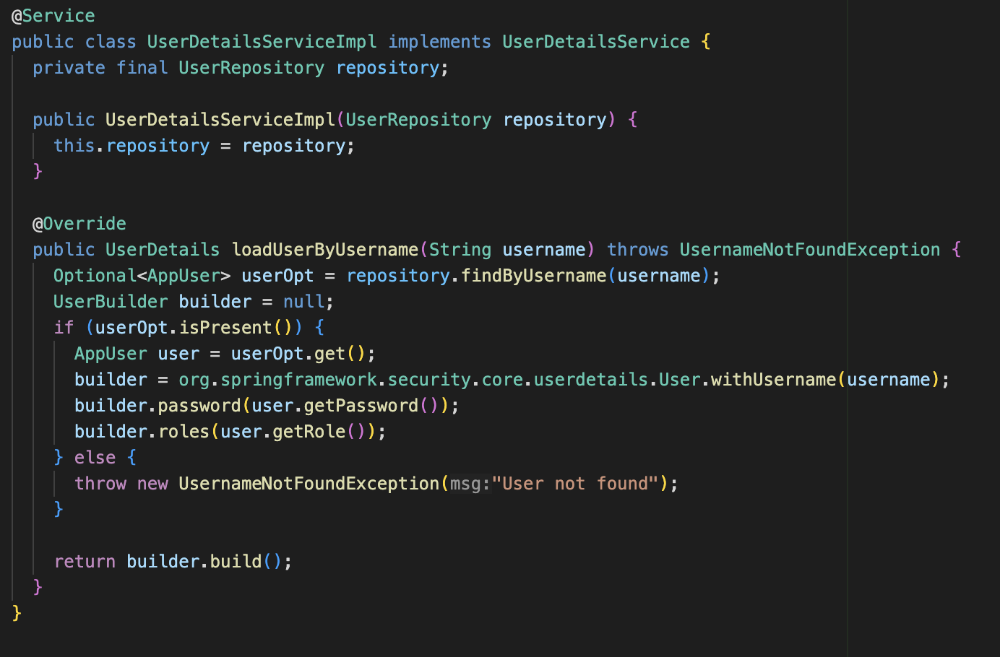 @Service
public class UserDetailsServiceImpl implements UserDetailsService {
  private final UserRepository repository;

  public UserDetailsServiceImpl(UserRepository repository) {
    this.repository = repository;
  }

  @Override
  public UserDetails loadUserByUsername(String username) throws UsernameNotFoundException {
    Optional<AppUser> userOpt = repository.findByUsername(username);
    UserBuilder builder = null;
    if (userOpt.isPresent()) {
      AppUser user = userOpt.get();
      builder = org.springframework.security.core.userdetails.User.withUsername(username);
      builder.password(user.getPassword());
      builder.roles(user.getRole());
    } else {
      throw new UsernameNotFoundException(msg:"User not found");
    }

    return builder.build();
  }
}